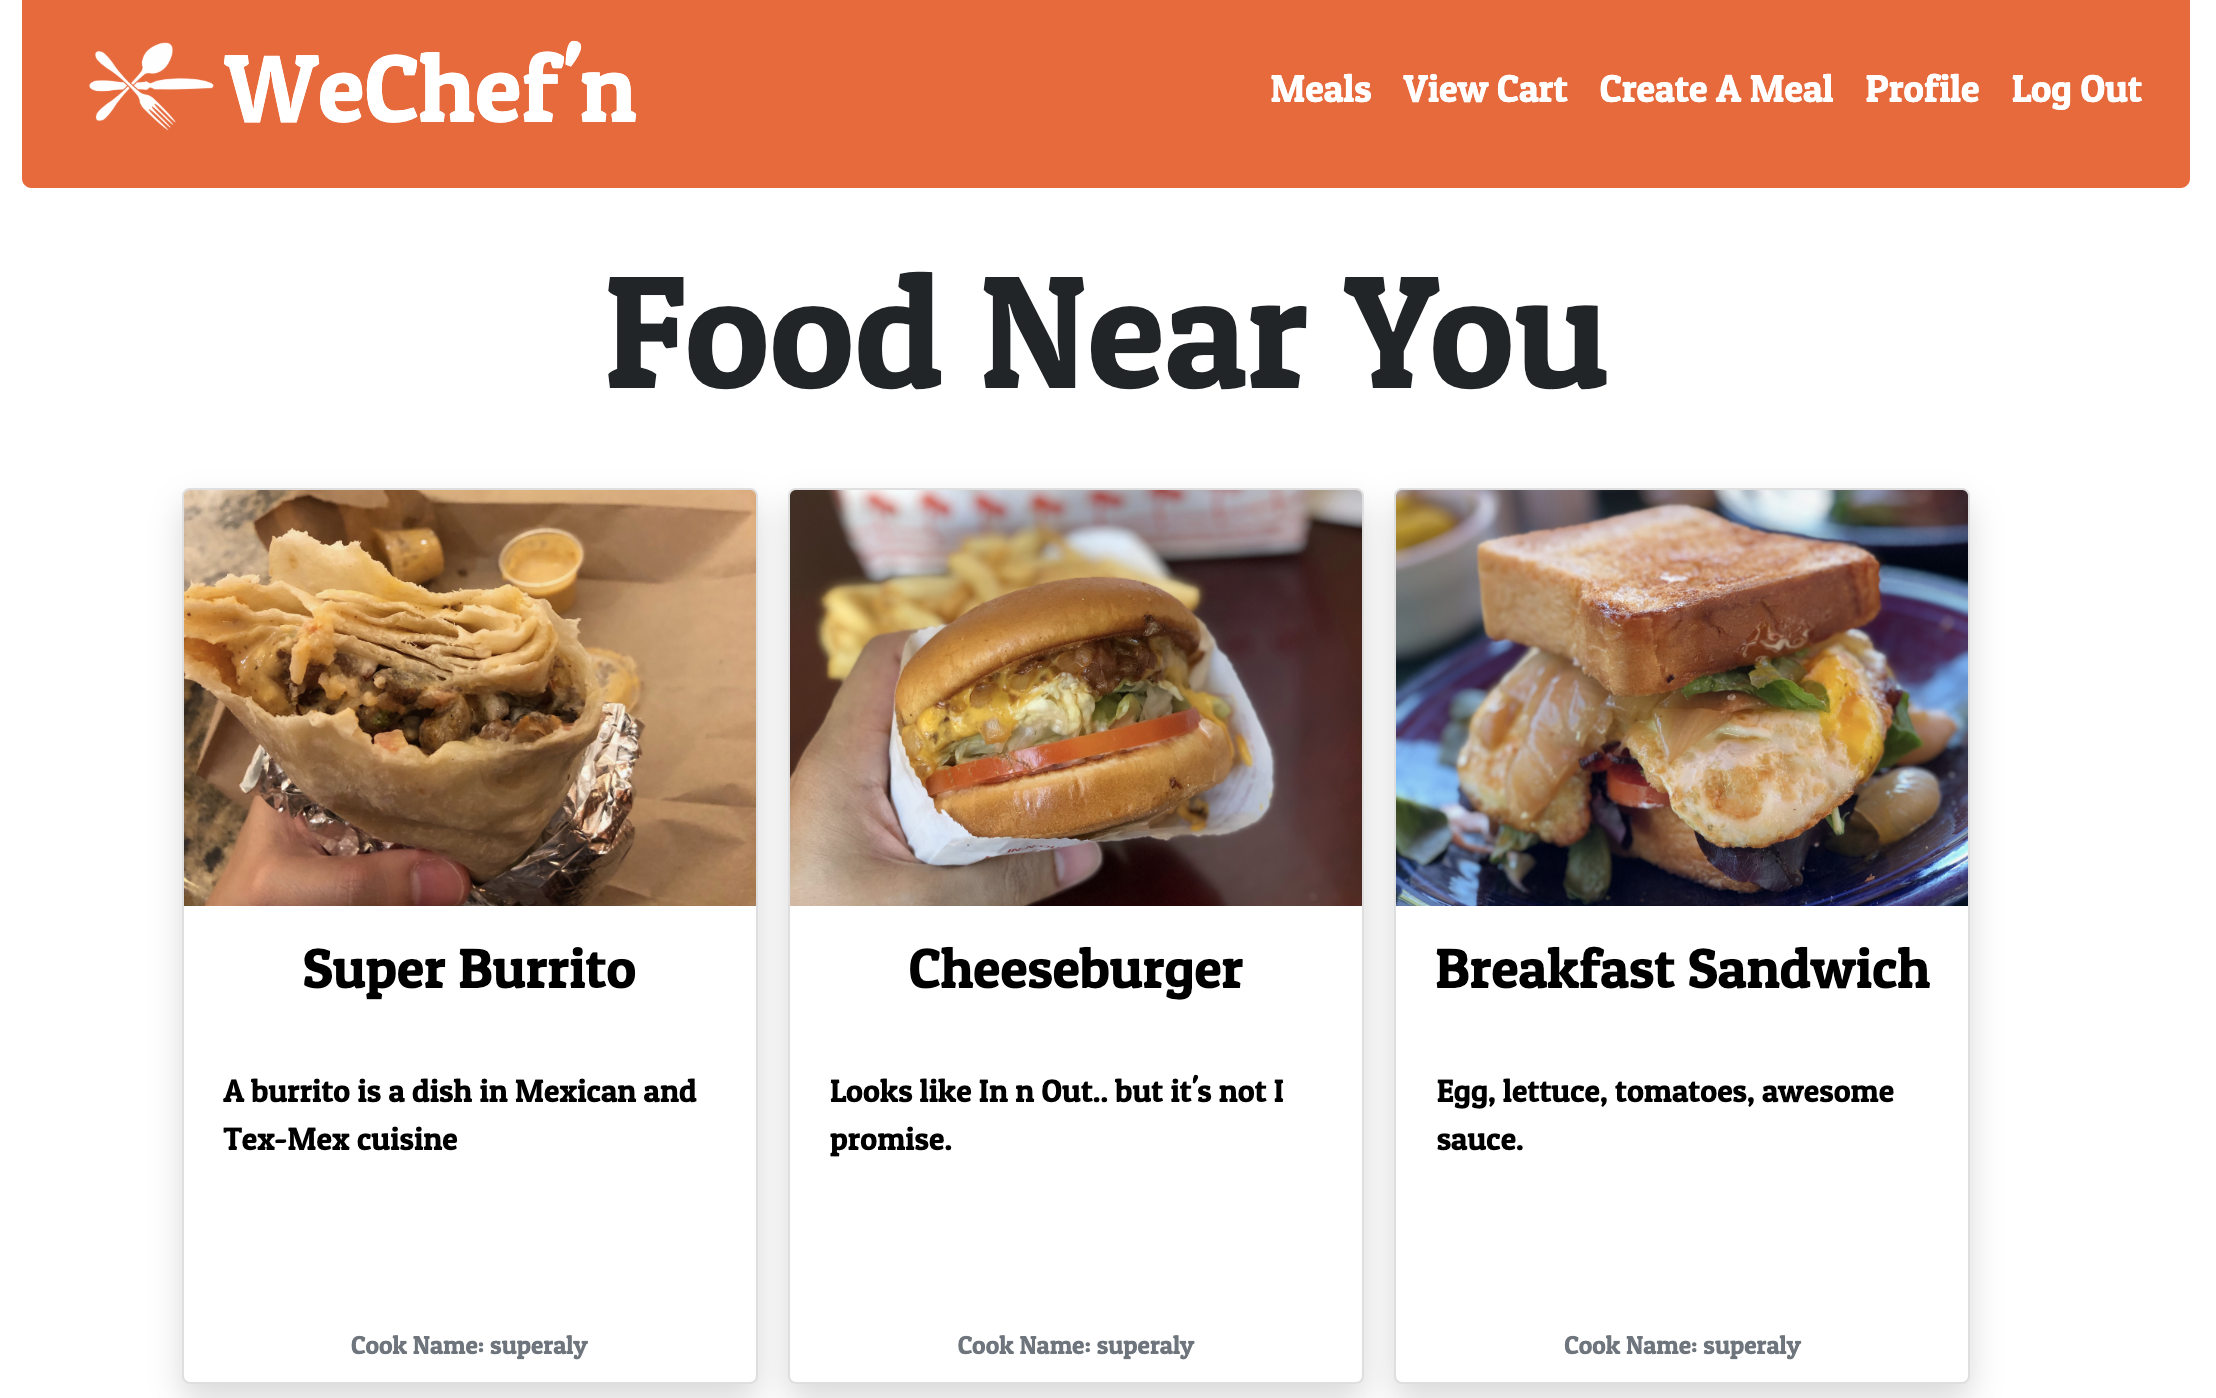 WeChef'n
Meals View Cart Create A Meal Profile Log Out
Food Near You
Super Burrito
A burrito is a dish in Mexican and
Tex-Mex cuisine
Cook Name: superaly
Cheeseburger
Looks like In n Out.. but it's not I
promise.
Cook Name: superaly
Breakfast Sandwich
Egg, lettuce, tomatoes, awesome
sauce.
Cook Name: superaly